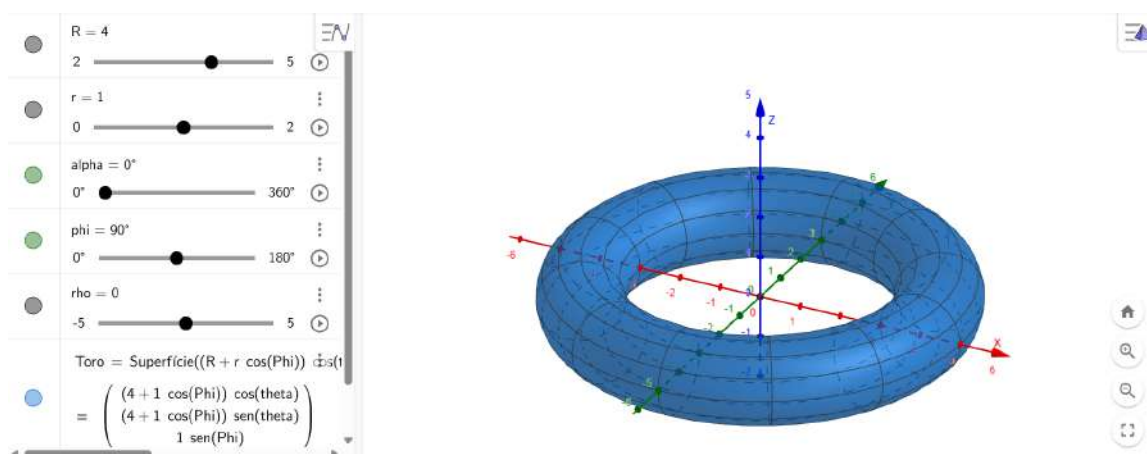 R = 4
2 5
r = 1
0 2
alpha = 0°
0° 360°
phi = 90°
0° 180°
rho = 0
-5 5
Toro = Superfície((R + r cos(Phi))
= ( (4 + 1 cos(Phi)) cos(theta)
(4 + 1 cos(Phi)) sen(theta)
1 sen(Phi) )
5
Z
4
6
-6
3
2
1
-2
-1
0
-1
1
-2
-1
X
6
-5